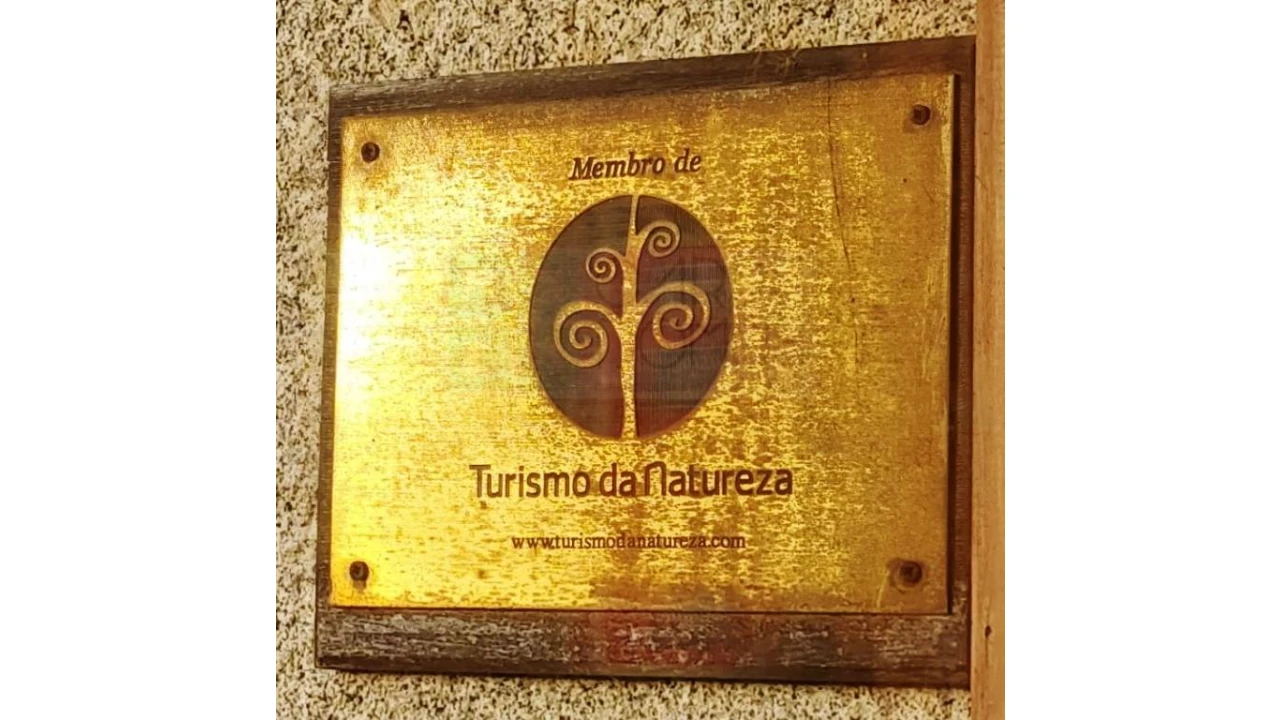 Membro de
Turismo da Natureza
www.turismodanatureza.com